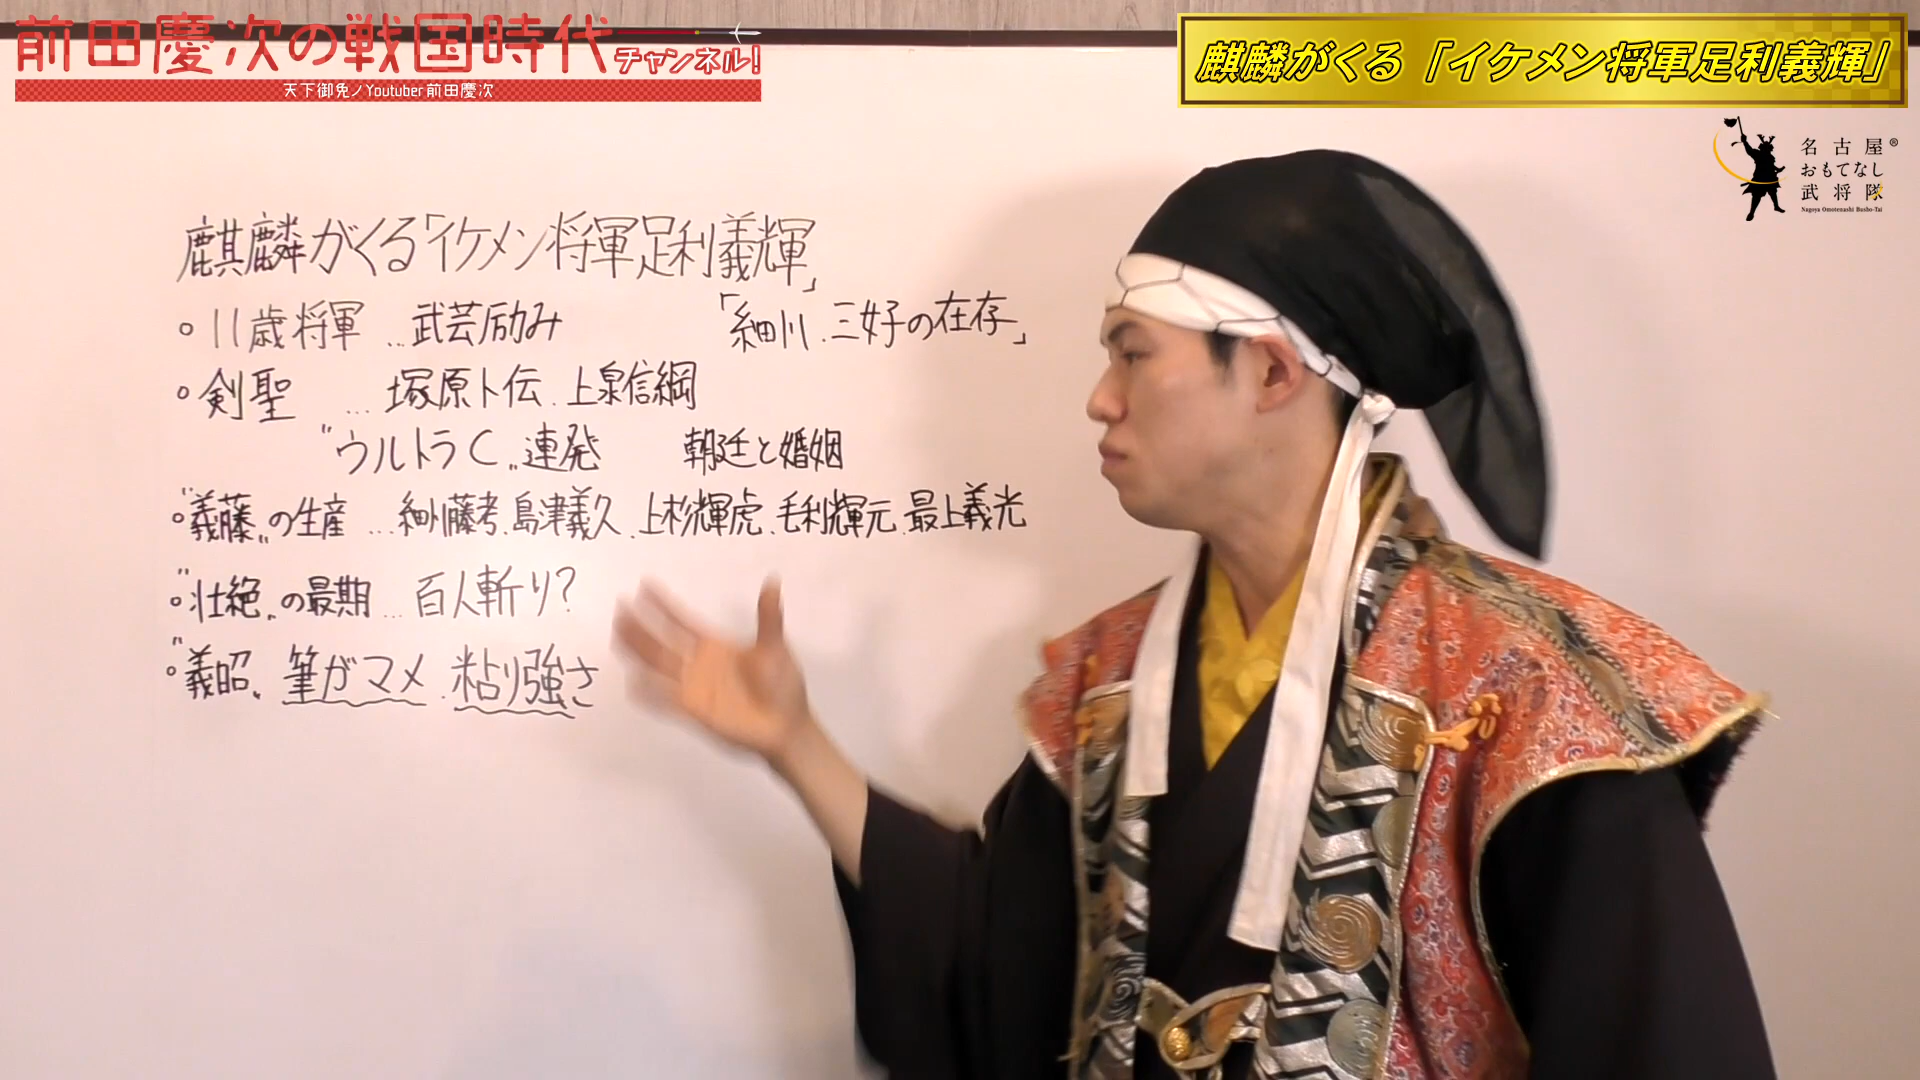 前田慶次の戦国時代チャンネル!
天下御免ノYoutuber前田慶次
麒麟がくる「イケメン将軍足利義輝」
名古屋®
おもてなし
武将隊
Nagoya Omotenashi Busho-Tai
麒麟がくる「イケメン将軍足利義輝」
○11歳将軍…武芸励み 「細川.三好の在存」
○剣聖 …塚原卜伝.上泉信綱
"ウルトラC"連発 朝廷と婚姻
○"義藤"の生産…細川藤考.島津義久.上杉輝虎.毛利輝元.最上義光
○"壮絶"の最期…百人斬り?
○"義昭"筆がマメ.粘り強さ